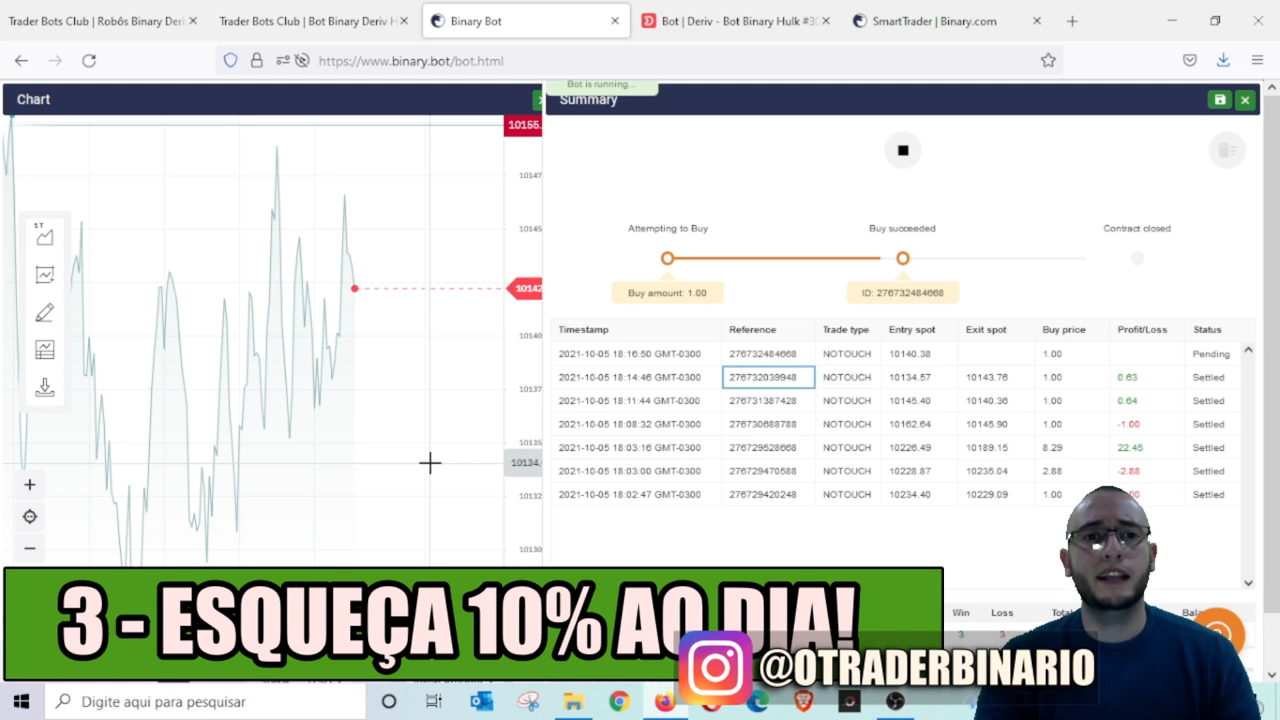 Trader Bots Club | Robôs Binary Deri
Trader Bots Club | Bot Binary Deriv H
Binary Bot
Bot | Deriv - Bot Binary Hulk #30
SmartTrader | Binary.com
https://www.binary.bot/bot.html
Chart
Bot is running...
Summary
10155.
10147
10145
10142
10140
10137
10135
10134.
10132
10130
1T
Attempting to Buy
Buy succeeded
Contract closed
Buy amount: 1.00
ID: 276732484668
Timestamp Reference Trade type Entry spot Exit spot Buy price Profit/Loss Status
2021-10-05 18:16:50 GMT-0300 276732484668 NOTOUCH 10140.38 1.00 Pending
2021-10-05 18:14:46 GMT-0300 276732039948 NOTOUCH 10134.57 10143.76 1.00 0.63 Settled
2021-10-05 18:11:44 GMT-0300 276731387428 NOTOUCH 10145.40 10140.36 1.00 0.64 Settled
2021-10-05 18:08:32 GMT-0300 276730688788 NOTOUCH 10162.64 10145.90 1.00 -1.00 Settled
2021-10-05 18:03:16 GMT-0300 276729528668 NOTOUCH 10226.49 10189.15 8.29 22.45 Settled
2021-10-05 18:03:00 GMT-0300 276729470588 NOTOUCH 10228.87 10235.04 2.88 -2.88 Settled
2021-10-05 18:02:47 GMT-0300 276729420248 NOTOUCH 10234.40 10229.09 1.00 .00 Settled
Win Loss Total Bala
3 3
3 - ESQUEÇA 10% AO DIA!
@OTRADERBINARIO
Digite aqui para pesquisar